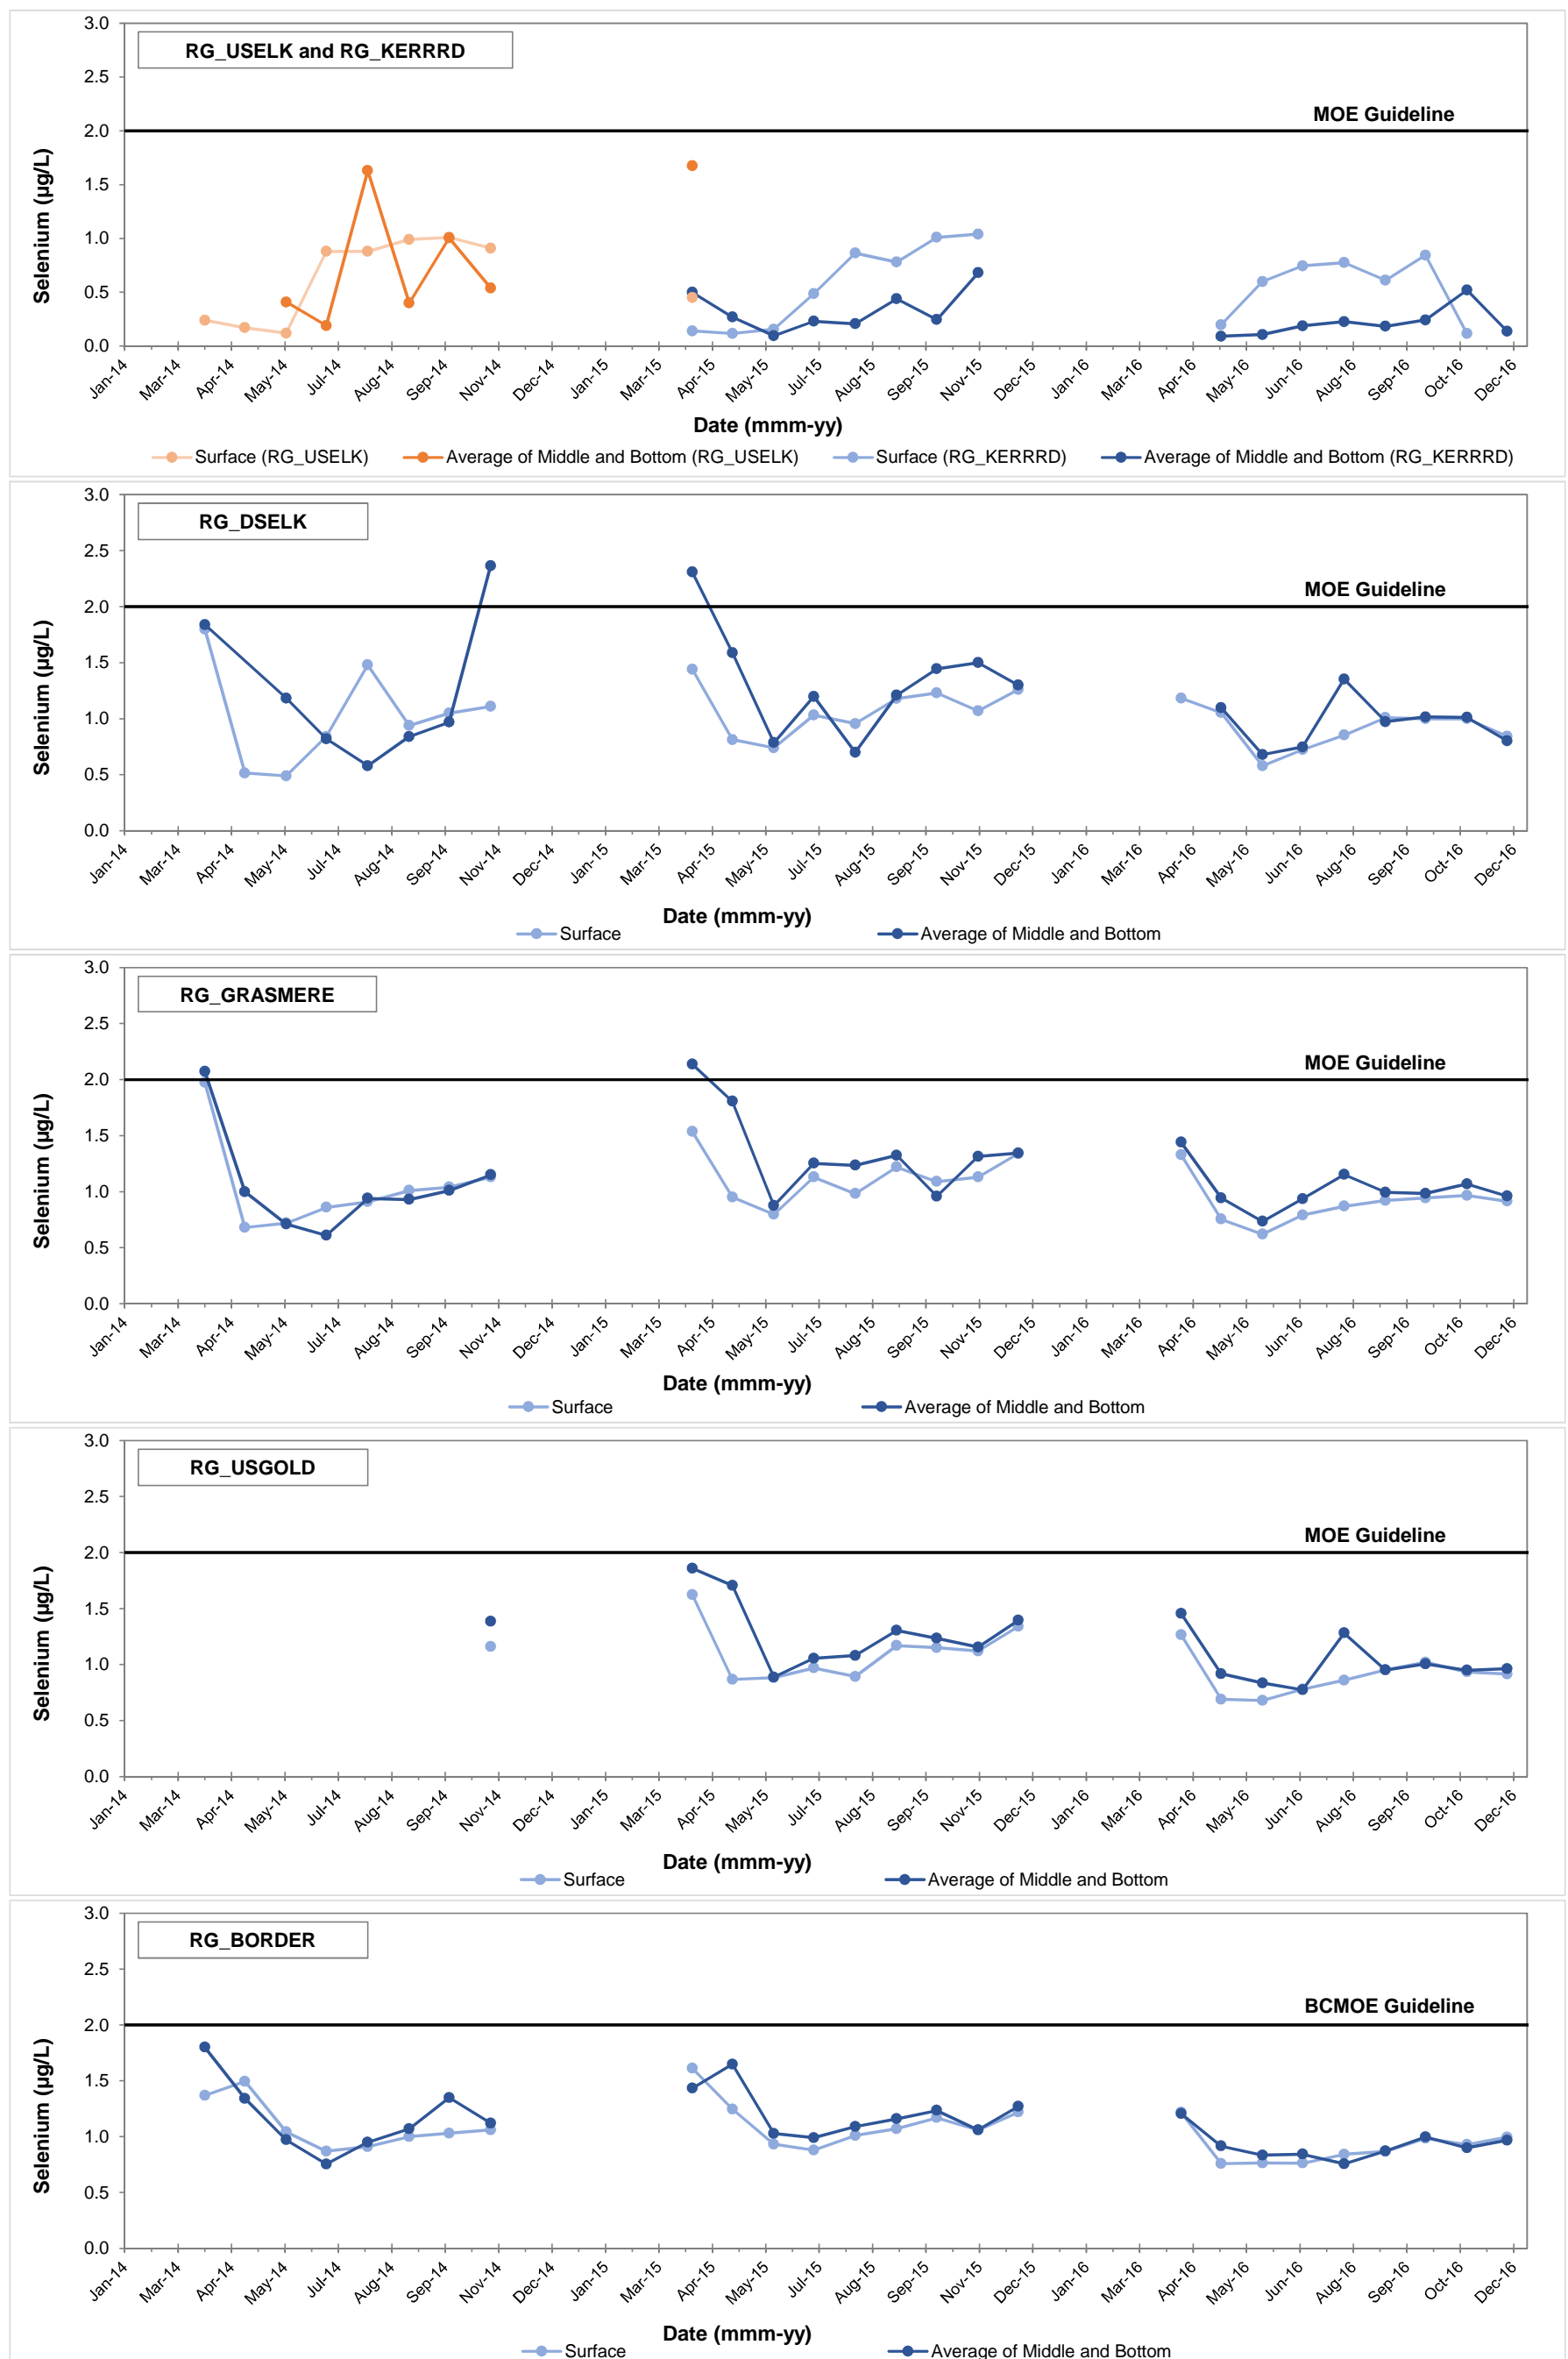 RG_USELK and RG_KERRRD
MOE Guideline
Selenium (µg/L)
3.0
2.5
2.0
1.5
1.0
0.5
0.0
Jan-14 Mar-14 Apr-14 May-14 Jul-14 Aug-14 Sep-14 Nov-14 Dec-14 Jan-15 Mar-15 Apr-15 May-15 Jul-15 Aug-15 Sep-15 Nov-15 Dec-15 Jan-16 Mar-16 Apr-16 May-16 Jun-16 Aug-16 Sep-16 Oct-16 Dec-16
Date (mmm-yy)
Surface (RG_USELK) Average of Middle and Bottom (RG_USELK) Surface (RG_KERRRD) Average of Middle and Bottom (RG_KERRRD)
RG_DSELK
MOE Guideline
Selenium (µg/L)
3.0
2.5
2.0
1.5
1.0
0.5
0.0
Jan-14 Mar-14 Apr-14 May-14 Jul-14 Aug-14 Sep-14 Nov-14 Dec-14 Jan-15 Mar-15 Apr-15 May-15 Jul-15 Aug-15 Sep-15 Nov-15 Dec-15 Jan-16 Mar-16 Apr-16 May-16 Jun-16 Aug-16 Sep-16 Oct-16 Dec-16
Date (mmm-yy)
Surface Average of Middle and Bottom
RG_GRASMERE
MOE Guideline
Selenium (µg/L)
3.0
2.5
2.0
1.5
1.0
0.5
0.0
Jan-14 Mar-14 Apr-14 May-14 Jul-14 Aug-14 Sep-14 Nov-14 Dec-14 Jan-15 Mar-15 Apr-15 May-15 Jul-15 Aug-15 Sep-15 Nov-15 Dec-15 Jan-16 Mar-16 Apr-16 May-16 Jun-16 Aug-16 Sep-16 Oct-16 Dec-16
Date (mmm-yy)
Surface Average of Middle and Bottom
RG_USGOLD
MOE Guideline
Selenium (µg/L)
3.0
2.5
2.0
1.5
1.0
0.5
0.0
Jan-14 Mar-14 Apr-14 May-14 Jul-14 Aug-14 Sep-14 Nov-14 Dec-14 Jan-15 Mar-15 Apr-15 May-15 Jul-15 Aug-15 Sep-15 Nov-15 Dec-15 Jan-16 Mar-16 Apr-16 May-16 Jun-16 Aug-16 Sep-16 Oct-16 Dec-16
Date (mmm-yy)
Surface Average of Middle and Bottom
RG_BORDER
BCMOE Guideline
Selenium (µg/L)
3.0
2.5
2.0
1.5
1.0
0.5
0.0
Jan-14 Mar-14 Apr-14 May-14 Jul-14 Aug-14 Sep-14 Nov-14 Dec-14 Jan-15 Mar-15 Apr-15 May-15 Jul-15 Aug-15 Sep-15 Nov-15 Dec-15 Jan-16 Mar-16 Apr-16 May-16 Jun-16 Aug-16 Sep-16 Oct-16 Dec-16
Date (mmm-yy)
Surface Average of Middle and Bottom